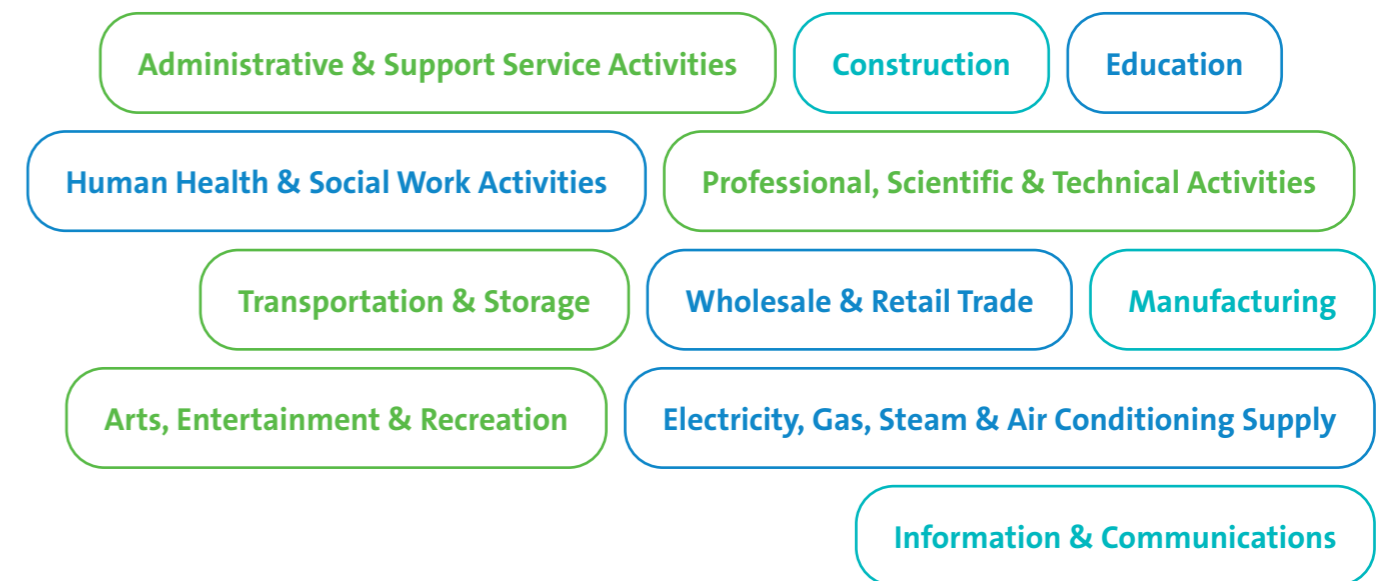 Administrative & Support Service Activities
Construction
Education
Human Health & Social Work Activities
Professional, Scientific & Technical Activities
Transportation & Storage
Wholesale & Retail Trade
Manufacturing
Arts, Entertainment & Recreation
Electricity, Gas, Steam & Air Conditioning Supply
Information & Communications